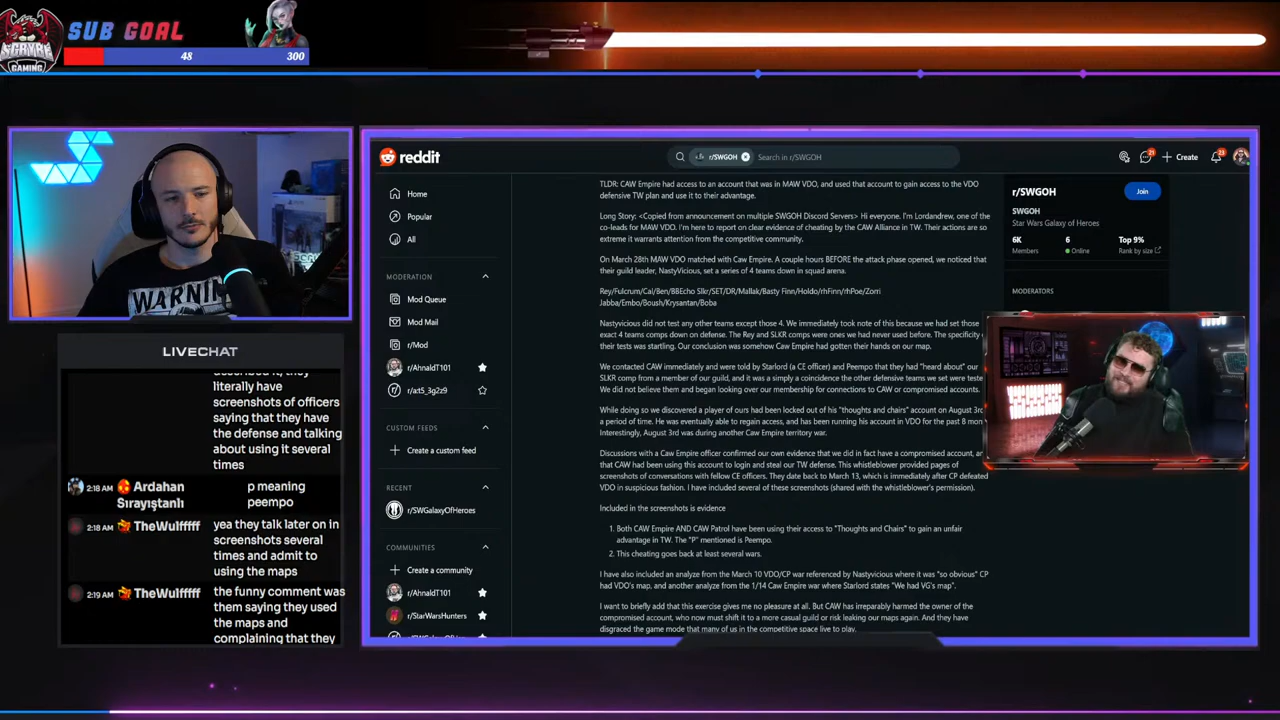 SCRYRE
GAMING
SUB GOAL
48
300
reddit
r/SWGOH
Search in r/SWGOH
21
Create
23
Home
Popular
All
MODERATION
Mod Queue
Mod Mail
r/Mod
r/AhnaldT101
r/act5_3g2z9
CUSTOM FEEDS
Create a custom feed
RECENT
r/SWGalaxyOfHeroes
COMMUNITIES
Create a community
r/AhnaldT101
r/StarWarsHunters
TLDR: CAW Empire had access to an account that was in MAW VDO, and used that account to gain access to the VDO
defensive TW plan and use it to their advantage.
Long Story: <Copied from announcement on multiple SWGOH Discord Servers> Hi everyone. I'm Lordandrew, one of the
co-leads for MAW VDO. I'm here to report on clear evidence of cheating by the CAW Alliance in TW. Their actions are so
extreme it warrants attention from the competitive community.
On March 28th MAW VDO matched with Caw Empire. A couple hours BEFORE the attack phase opened, we noticed that
their guild leader, NastyVicious, set a series of 4 teams down in squad arena.
Rey/Fulcrum/Cal/Ben/BBEcho Slkr/SET/DR/Mallak/Basty Finn/Holdo/rhFinn/rhPoe/Zorri
Jabba/Embo/Boush/Krysantan/Boba
Nastyvicious did not test any other teams except those 4. We immediately took note of this because we had set those
exact 4 teams comps down on defense. The Rey and SLKR comps were ones we had never used before. The specificity
their tests was startling. Our conclusion was somehow Caw Empire had gotten their hands on our map.
We contacted CAW immediately and were told by Starlord (a CE officer) and Peempo that they had "heard about" our
SLKR comp from a member of our guild, and it was simply a coincidence the other defensive teams we set were teste
We did not believe them and began looking over our membership for connections to CAW or compromised accounts.
While doing so we discovered a player of ours had been locked out of his "thoughts and chairs" account on August 3rd
a period of time. He was eventually able to regain access, and has been running his account in VDO for the past 8 mon
Interestingly, August 3rd was during another Caw Empire territory war.
Discussions with a Caw Empire officer confirmed our own evidence that we did in fact have a compromised account, an
that CAW had been using this account to login and steal our TW defense. This whistleblower provided pages of
screenshots of conversations with fellow CE officers. They date back to March 13, which is immediately after CP defeated
VDO in suspicious fashion. I have included several of these screenshots (shared with the whistleblower's permission).
Included in the screenshots is evidence
1. Both CAW Empire AND CAW Patrol have been using their access to "Thoughts and Chairs" to gain an unfair
advantage in TW. The "P" mentioned is Peempo.
2. This cheating goes back at least several wars.
I have also included an analyze from the March 10 VDO/CP war referenced by Nastyvicious where it was "so obvious" CP
had VDO's map, and another analyze from the 1/14 Caw Empire war where Starlord states "We had VG's map".
I want to briefly add that this exercise gives me no pleasure at all. But CAW has irreparably harmed the owner of the
compromised account, who now must shift it to a more casual guild or risk leaking our maps again. And they have
disgraced the game mode that many of us in the competitive space live to play.
r/SWGOH
Join
SWGOH
Star Wars Galaxy of Heroes
6K
6
Top 9%
Members
Online
Rank by size
MODERATORS
WARNING
LIVECHAT
described it, they
literally have
screenshots of officers
saying that they have
the defense and talking
about using it several
times
2:18 AM
Ardahan
Sırayıştanlı
p meaning
peempo
2:18 AM
TheWulfffff
yea they talk later on in
screenshots several
times and admit to
using the maps
2:19 AM
TheWulfffff
the funny comment was
them saying they used
the maps and
complaining that they